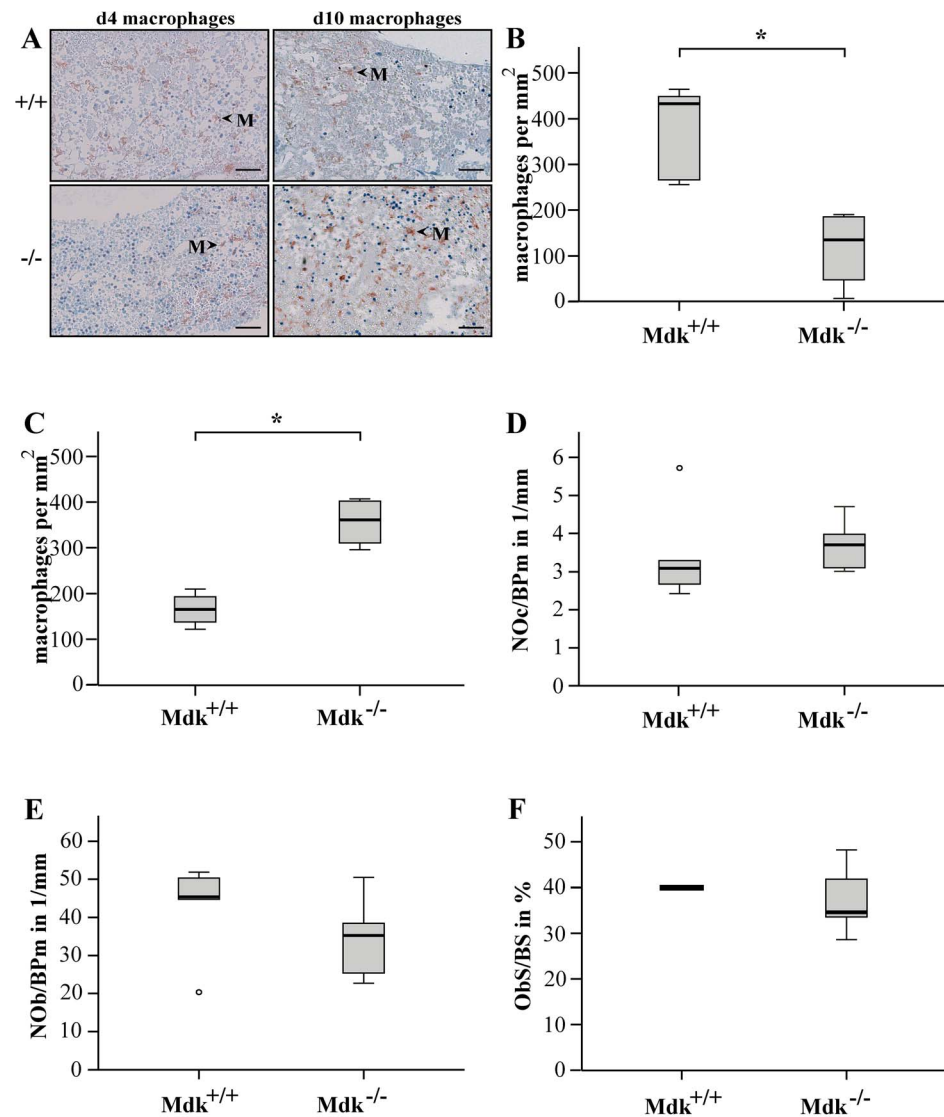 d4 macrophages
d10 macrophages
A
+/+
M
M
-/-
M
M
B
*
macrophages per mm²
500
400
300
200
100
0
Mdk+/+
Mdk-/-
C
*
macrophages per mm²
500
400
300
200
100
0
Mdk+/+
Mdk-/-
D
NOc/BPm in 1/mm
6
5
4
3
2
1
0
Mdk+/+
Mdk-/-
E
NOb/BPm in 1/mm
60
50
40
30
20
10
0
Mdk+/+
Mdk-/-
F
ObS/BS in %
50
40
30
20
10
0
Mdk+/+
Mdk-/-